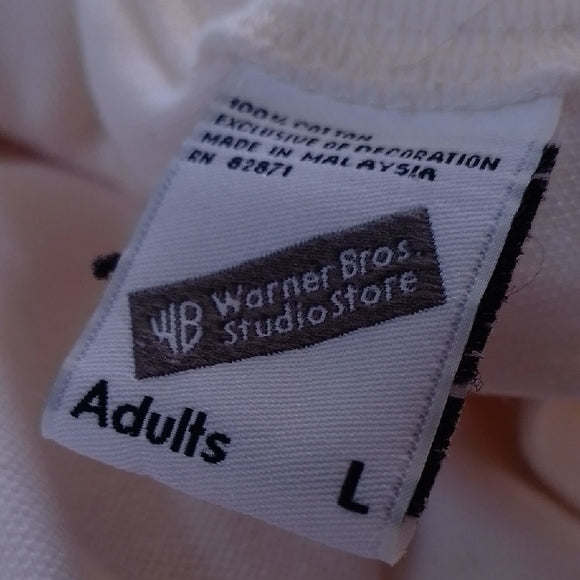 100% COTTON
EXCLUSIVE OF DECORATION
MADE IN MALAYSIA
RN 82871
WB Warner Bros.
Studio Store
Adults
L